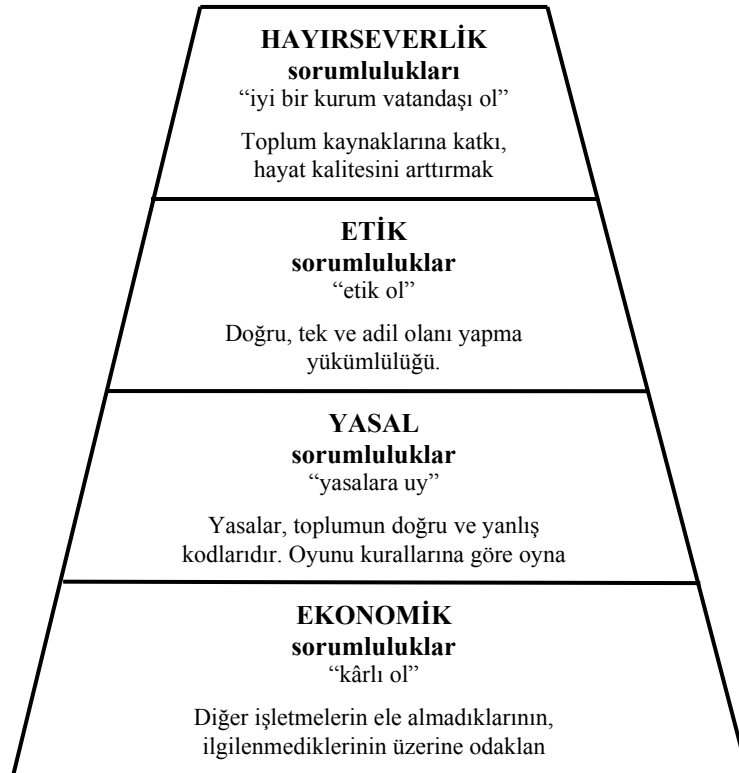 HAYIRSEVERLİK
sorumlulukları
“iyi bir kurum vatandaşı ol”
Toplum kaynaklarına katkı,
hayat kalitesini arttırmak
ETİK
sorumluluklar
“etik ol”
Doğru, tek ve adil olanı yapma
yükümlülüğü.
YASAL
sorumluluklar
“yasalara uy”
Yasalar, toplumun doğru ve yanlış
kodlarıdır. Oyunu kurallarına göre oyna
EKONOMİK
sorumluluklar
“kârlı ol”
Diğer işletmelerin ele almadıklarının,
ilgilenmediklerinin üzerine odaklan